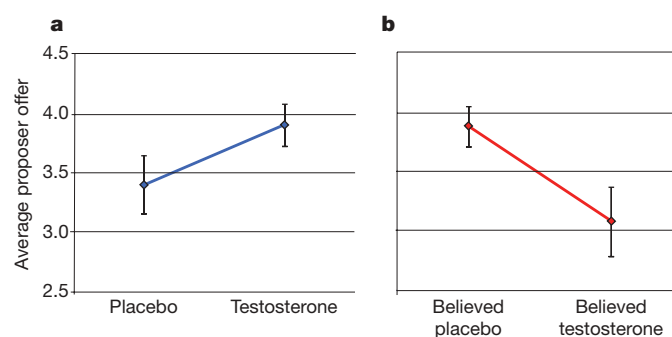 a
b
Average proposer offer
4.5
4.0
3.5
3.0
2.5
Placebo
Testosterone
Believed
placebo
Believed
testosterone